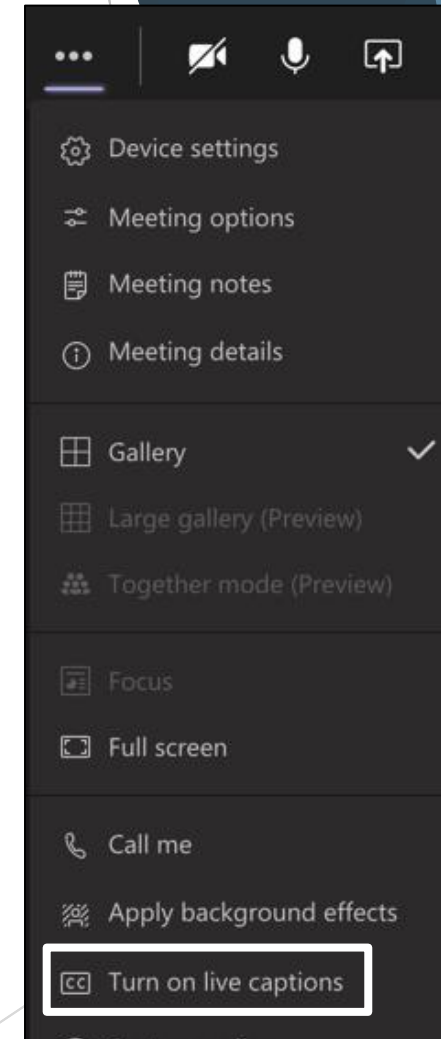 Device settings
Meeting options
Meeting notes
Meeting details
Gallery
Large gallery (Preview)
Together mode (Preview)
Focus
Full screen
Call me
Apply background effects
CC Turn on live captions